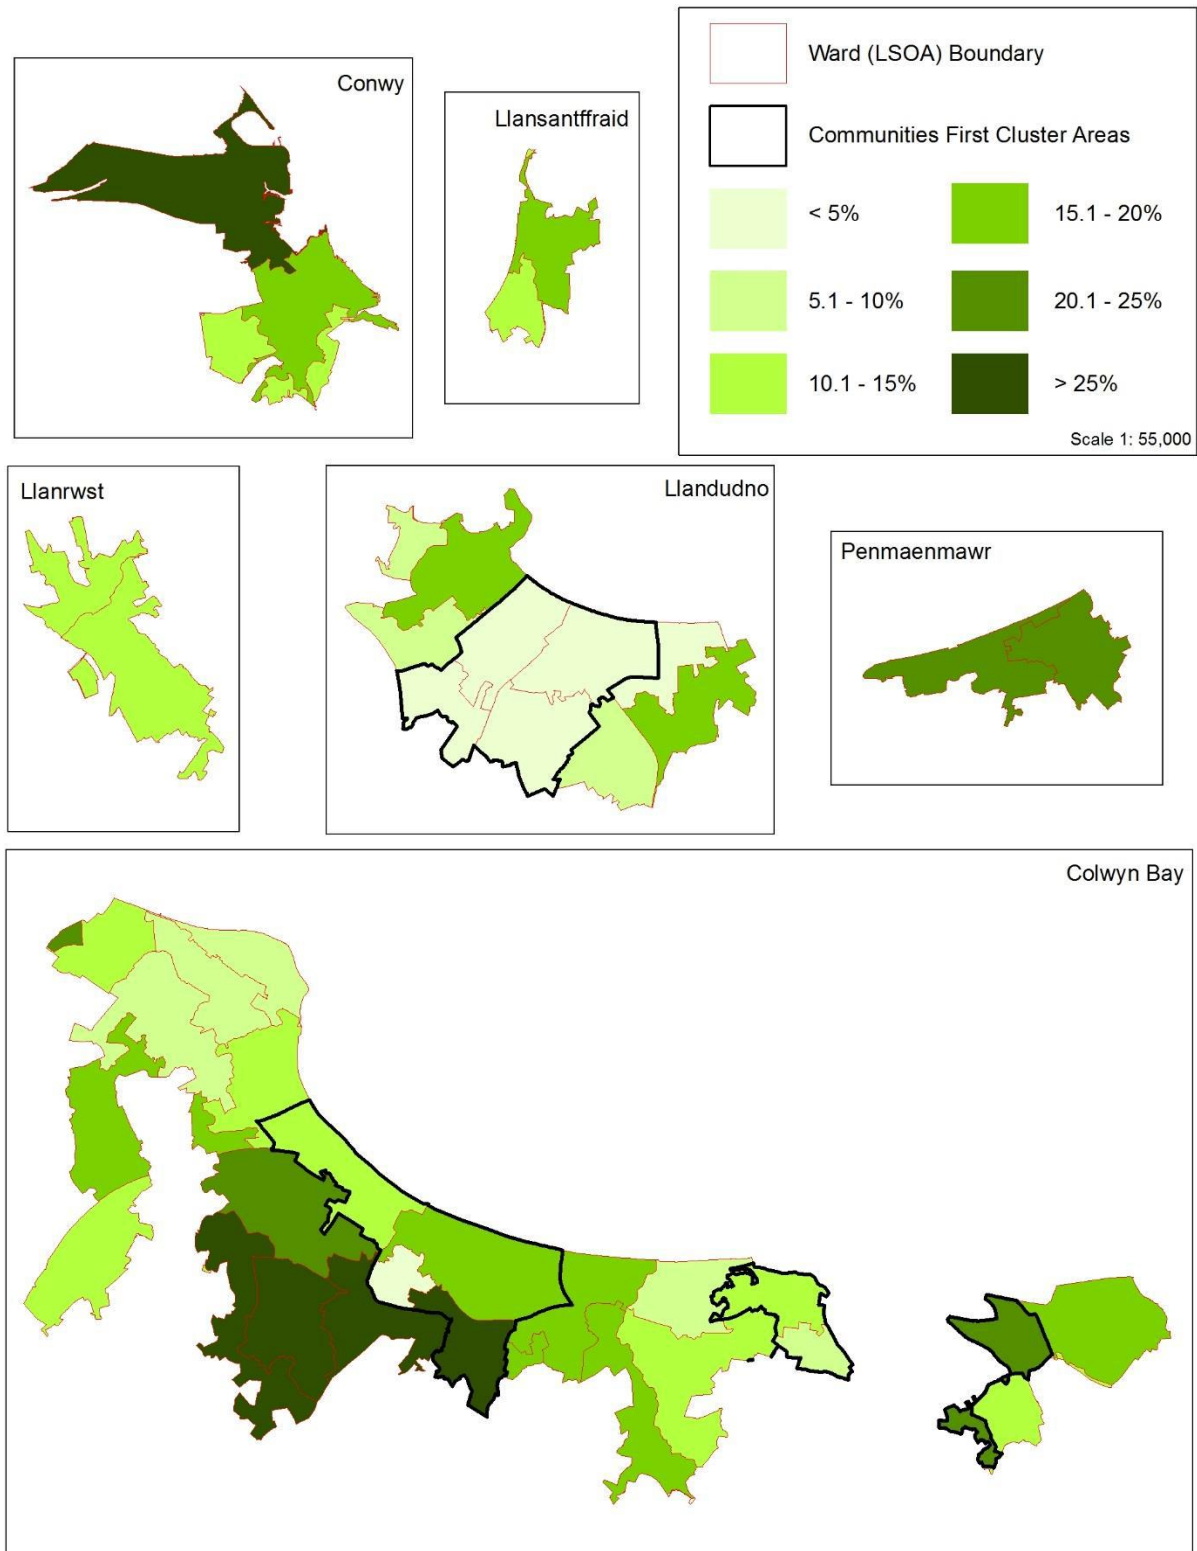 Conwy
Llansantffraid
Ward (LSOA) Boundary
Communities First Cluster Areas
< 5%
15.1 - 20%
5.1 - 10%
20.1 - 25%
10.1 - 15%
> 25%
Scale 1: 55,000
Llanrwst
Llandudno
Penmaenmawr
Colwyn Bay